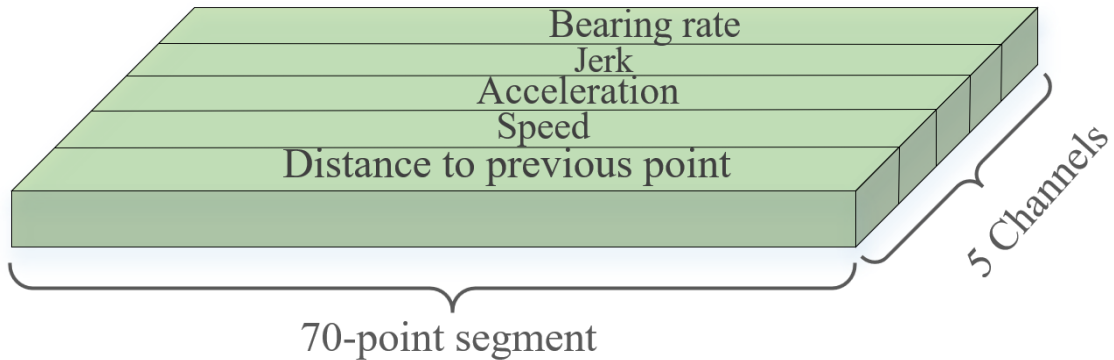 Bearing rate
Jerk
Acceleration
Speed
Distance to previous point
5 Channels
70-point segment